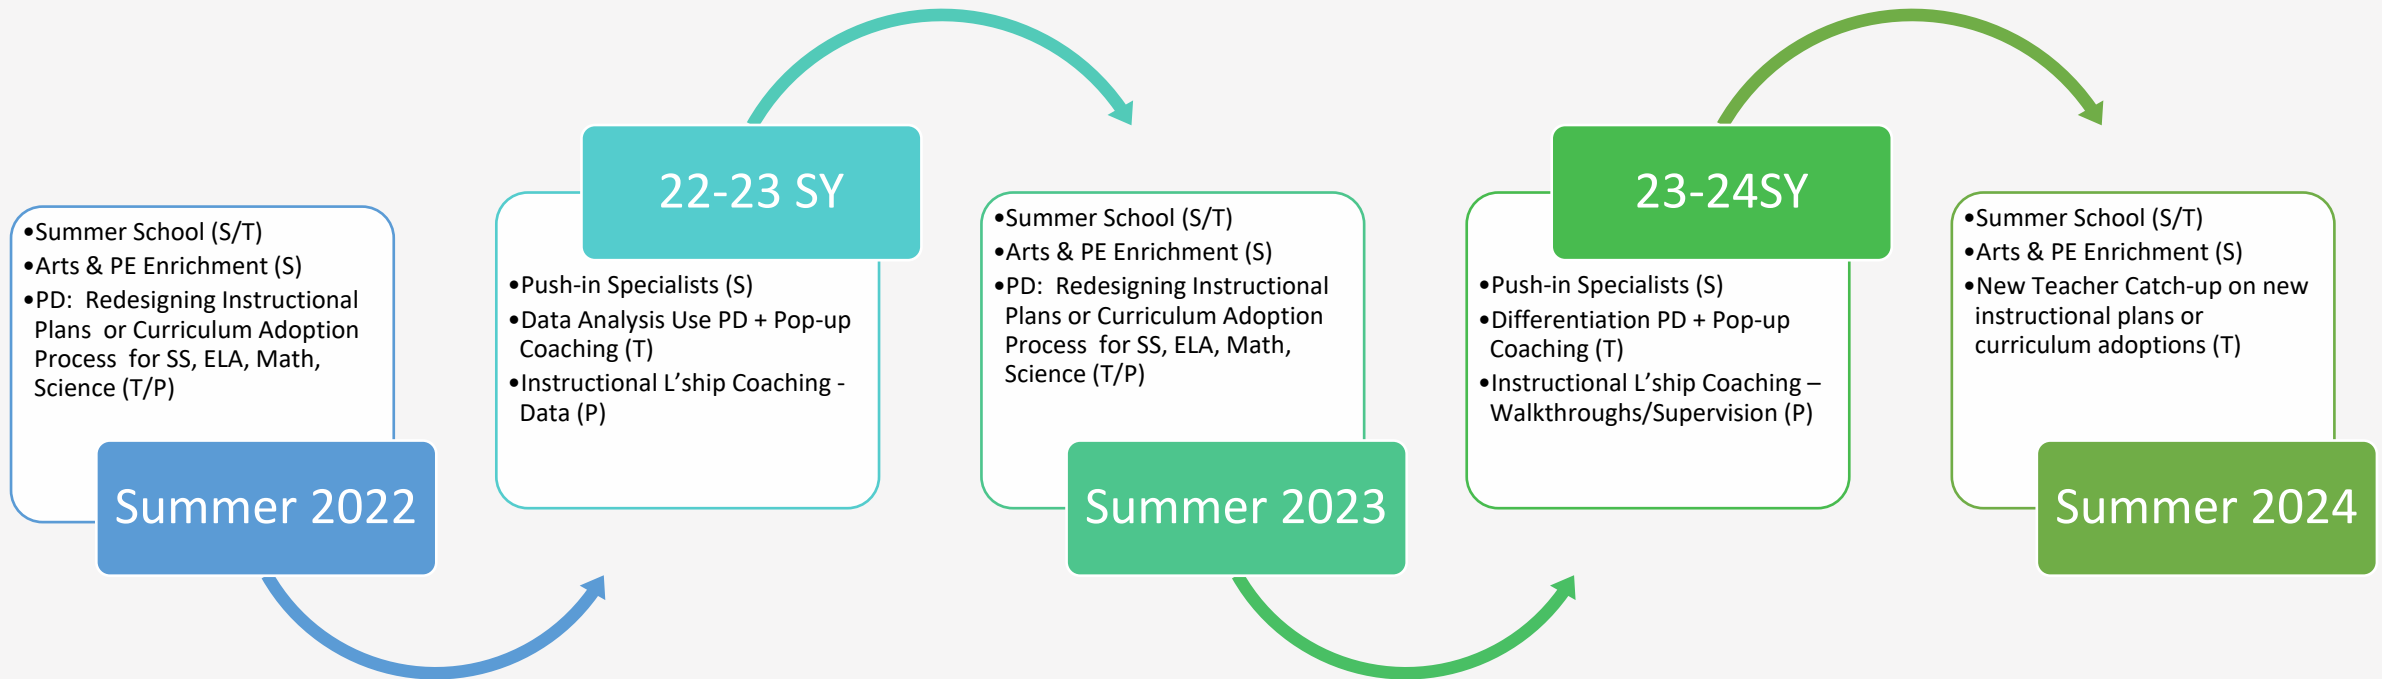 •Summer School (S/T)
•Arts & PE Enrichment (S)
•PD:  Redesigning Instructional
Plans  or Curriculum Adoption
Process  for SS, ELA, Math,
Science (T/P)
Summer 2022
22-23 SY
•Push-in Specialists (S)
•Data Analysis Use PD + Pop-up
Coaching (T)
•Instructional L’ship Coaching -
Data (P)
•Summer School (S/T)
•Arts & PE Enrichment (S)
•PD:  Redesigning Instructional
Plans or Curriculum Adoption
Process  for SS, ELA, Math,
Science (T/P)
Summer 2023
23-24SY
•Push-in Specialists (S)
•Differentiation PD + Pop-up
Coaching (T)
•Instructional L’ship Coaching –
Walkthroughs/Supervision (P)
•Summer School (S/T)
•Arts & PE Enrichment (S)
•New Teacher Catch-up on new
instructional plans or
curriculum adoptions (T)
Summer 2024